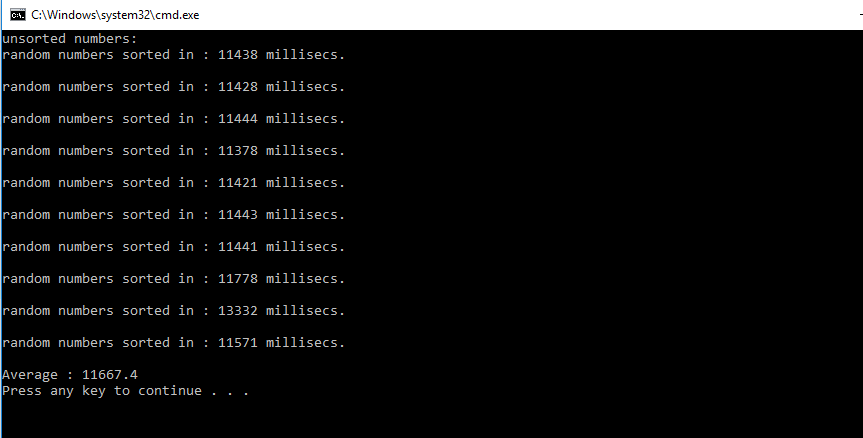 C:\Windows\system32\cmd.exe
unsorted numbers:
random numbers sorted in : 11438 millisecs.
random numbers sorted in : 11428 millisecs.
random numbers sorted in : 11444 millisecs.
random numbers sorted in : 11378 millisecs.
random numbers sorted in : 11421 millisecs.
random numbers sorted in : 11443 millisecs.
random numbers sorted in : 11441 millisecs.
random numbers sorted in : 11778 millisecs.
random numbers sorted in : 13332 millisecs.
random numbers sorted in : 11571 millisecs.
Average : 11667.4
Press any key to continue . . .